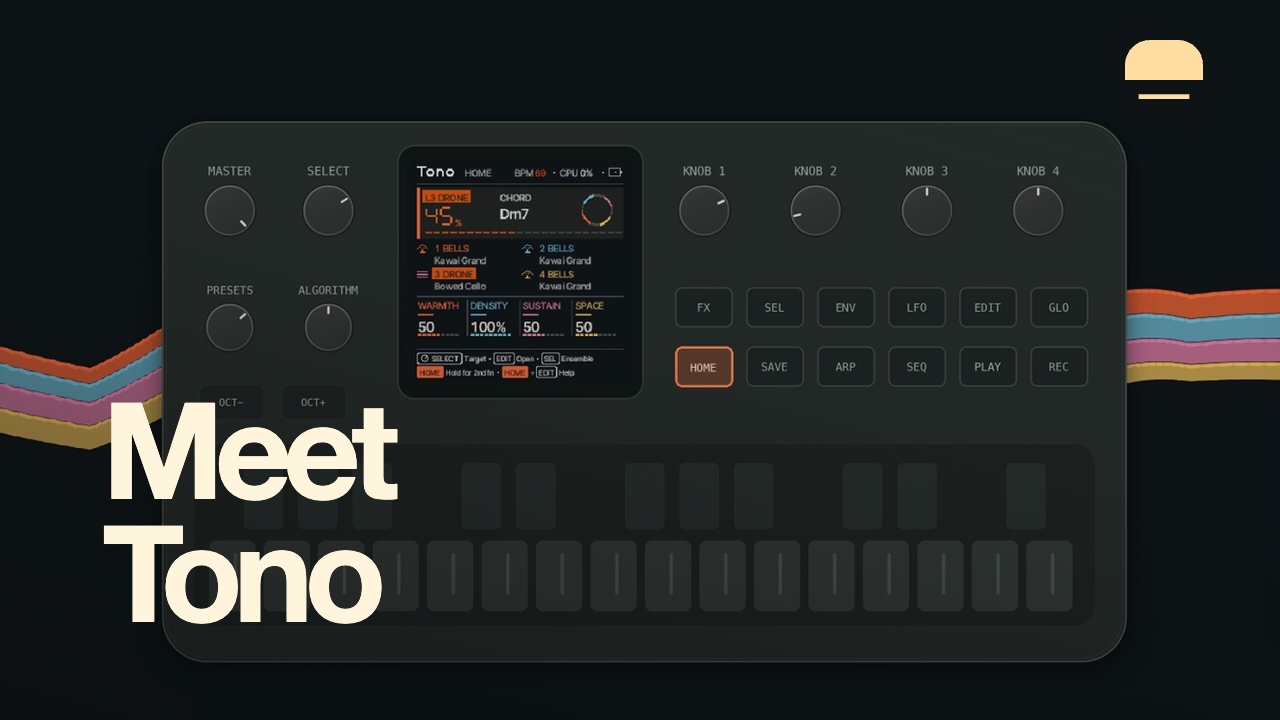 MASTER SELECT
PRESETS ALGORITHM
OCT− OCT+
Tono HOME BPM 69 · CPU 0% ·
L3 DRONE
45%
CHORD
Dm7
1 BELLS
Kawai Grand
2 BELLS
Kawai Grand
3 DRONE
Bowed Cello
4 BELLS
Kawai Grand
WARMTH DENSITY SUSTAIN SPACE
50 100% 50 50
SELECT Target · EDIT Open · SEL Ensemble
HOME Hold for 2nd fn · HOME + EDIT Help
KNOB 1 KNOB 2 KNOB 3 KNOB 4
FX SEL ENV LFO EDIT GLO
HOME SAVE ARP SEQ PLAY REC
Meet
Tono